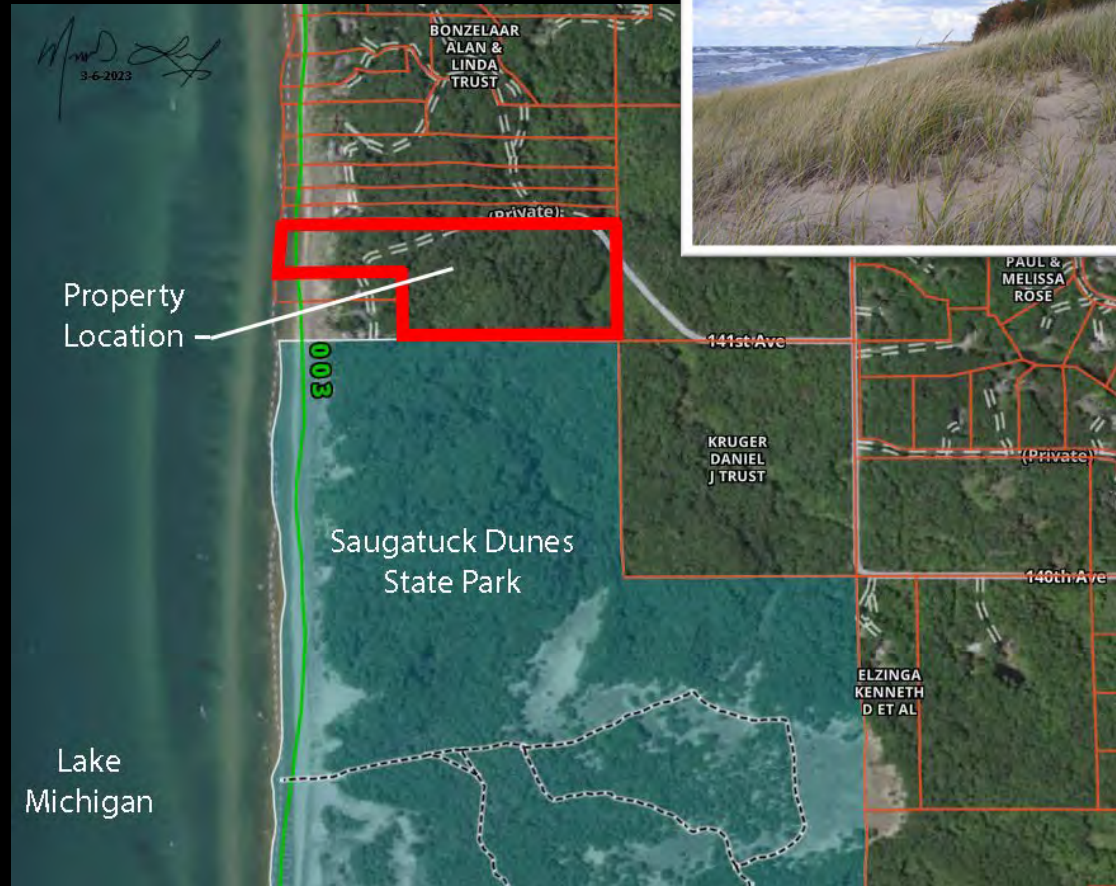 3-6-2023
BONZELAAR
ALAN &
LINDA
TRUST
(Private)
Property
Location
PAUL &
MELISSA
ROSE
003
141st Ave
KRUGER
DANIEL
J TRUST
(Private)
Saugatuck Dunes
State Park
140th Ave
ELZINGA
KENNETH
D ET AL
Lake
Michigan